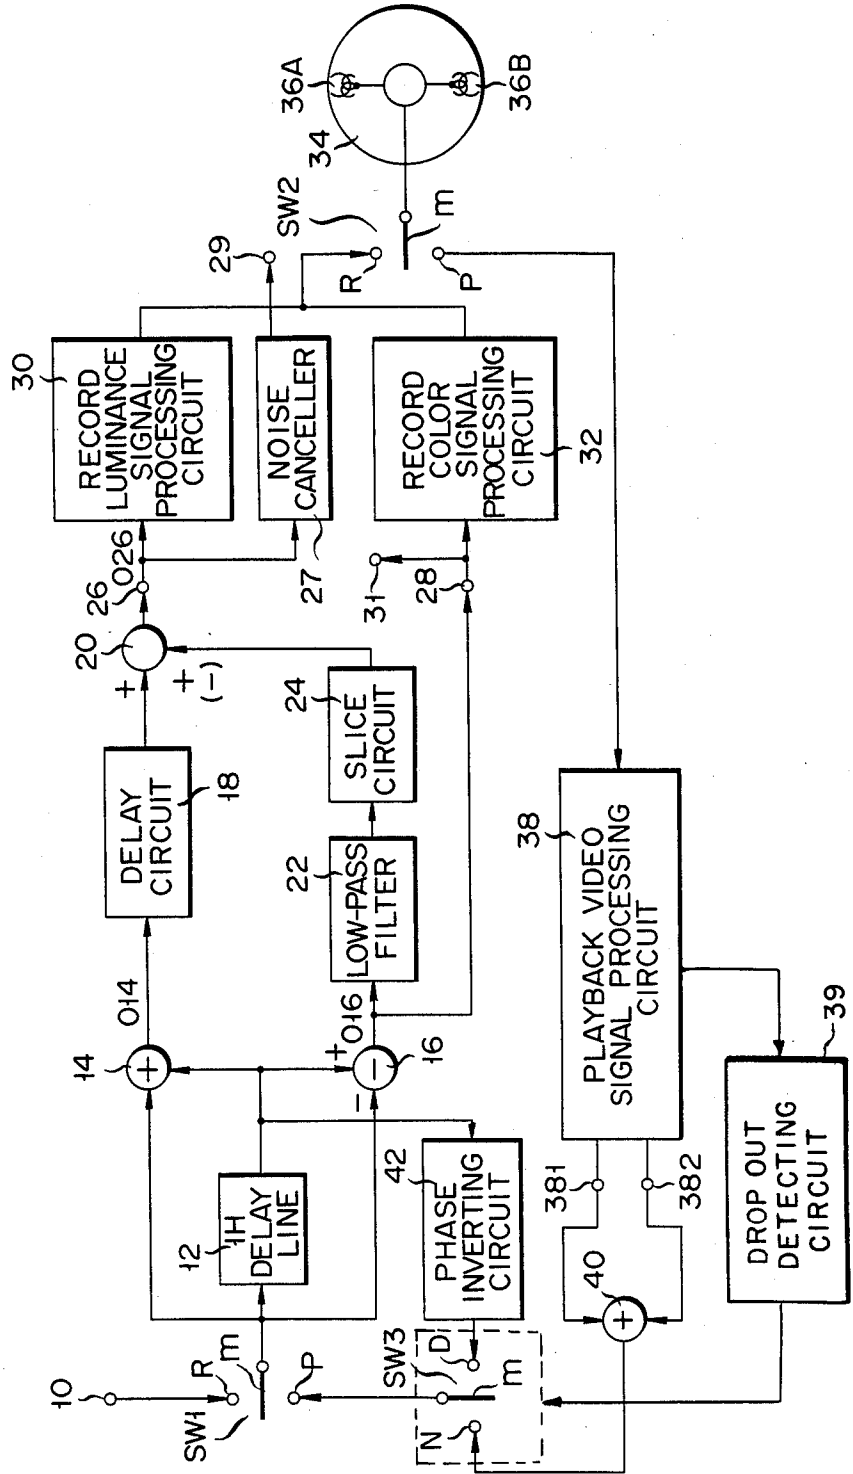 10
SW1
R
m
P
12
1H
DELAY
LINE
14
+
014
DELAY
CIRCUIT
18
+
20
+
(-)
26
026
30
RECORD
LUMINANCE
SIGNAL
PROCESSING
CIRCUIT
29
NOISE
CANCELLER
27
+
-
-
16
016
LOW-PASS
FILTER
22
SLICE
CIRCUIT
24
31
28
RECORD
COLOR
SIGNAL
PROCESSING
CIRCUIT
32
SW2
R
m
P
34
36A
36B
42
PHASE
INVERTING
CIRCUIT
SW3
D
m
N
40
+
381
382
38
PLAYBACK VIDEO
SIGNAL PROCESSING
CIRCUIT
39
DROP OUT
DETECTING
CIRCUIT